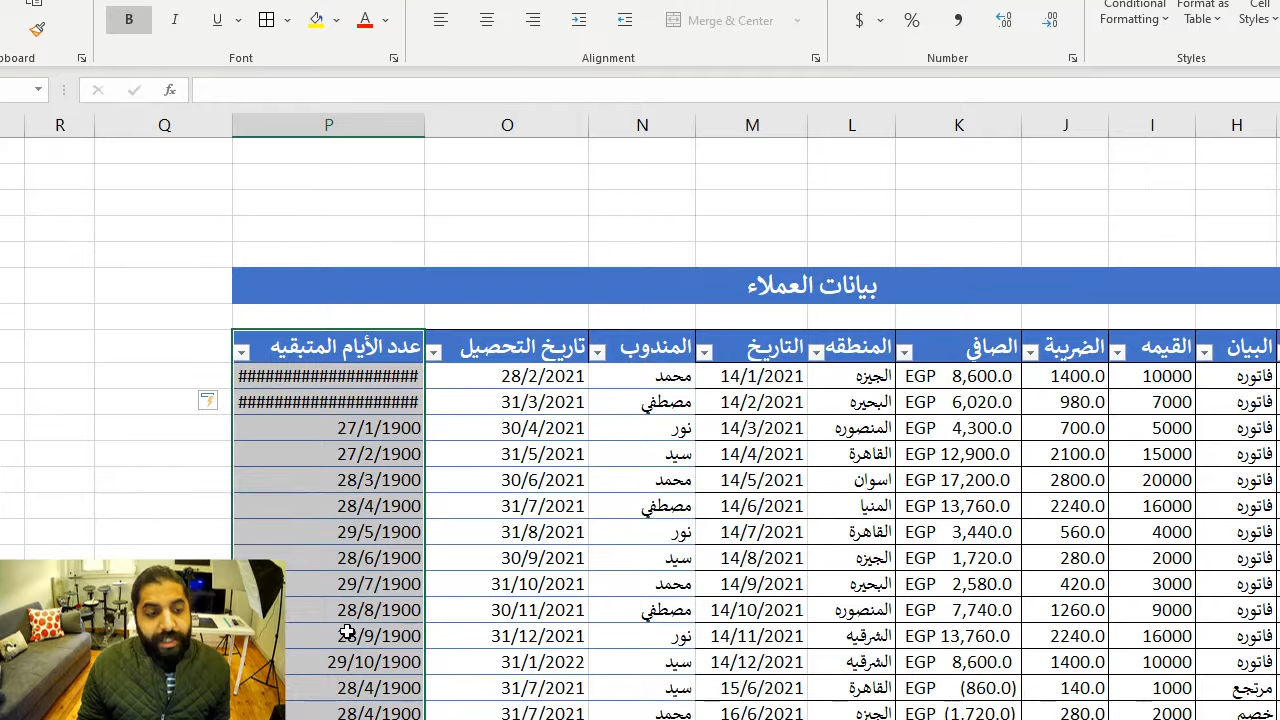 Conditional Format as Cell
B I U A Merge & Center $ % Formatting Table Styles
board Font Alignment Number Styles
fx
R Q P O N M L K J I H
بيانات العملاء
البيان القيمه الضريبة الصافي المنطقه التاريخ المندوب تاريخ التحصيل عدد الأيام المتبقيه
فاتوره 10000 1400.0 EGP 8,600.0 الجيزه 14/1/2021 محمد 28/2/2021 ####################
فاتوره 7000 980.0 EGP 6,020.0 البحيره 14/2/2021 مصطفي 31/3/2021 ####################
فاتوره 5000 700.0 EGP 4,300.0 المنصوره 14/3/2021 نور 30/4/2021 27/1/1900
فاتوره 15000 2100.0 EGP 12,900.0 القاهرة 14/4/2021 سيد 31/5/2021 27/2/1900
فاتوره 20000 2800.0 EGP 17,200.0 اسوان 14/5/2021 محمد 30/6/2021 28/3/1900
فاتوره 16000 2240.0 EGP 13,760.0 المنيا 14/6/2021 مصطفي 31/7/2021 28/4/1900
فاتوره 4000 560.0 EGP 3,440.0 القاهرة 14/7/2021 نور 31/8/2021 29/5/1900
فاتوره 2000 280.0 EGP 1,720.0 الجيزه 14/8/2021 سيد 30/9/2021 28/6/1900
فاتوره 3000 420.0 EGP 2,580.0 البحيره 14/9/2021 محمد 31/10/2021 29/7/1900
فاتوره 9000 1260.0 EGP 7,740.0 المنصوره 14/10/2021 مصطفي 30/11/2021 28/8/1900
فاتوره 16000 2240.0 EGP 13,760.0 الشرقيه 14/11/2021 نور 31/12/2021 /9/1900
فاتوره 10000 1400.0 EGP 8,600.0 الشرقيه 14/12/2021 سيد 31/1/2022 29/10/1900
مرتجع 1000 140.0 EGP (860.0) القاهرة 15/6/2021 سيد 31/7/2021 28/4/1900
خصم 2000 280.0 EGP (1,720.0) الجيزه 16/6/2021 محمد 31/7/2021 28/4/1900